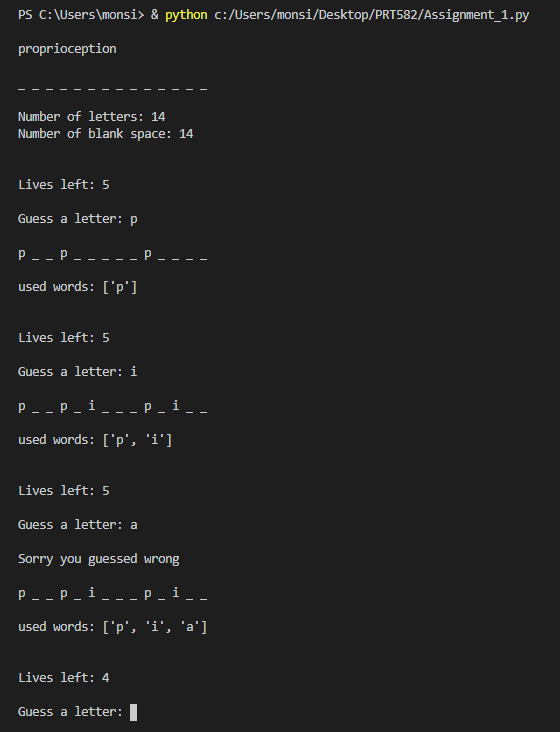 PS C:\Users\monsi> & python c:/Users/monsi/Desktop/PRT582/Assignment_1.py
proprioception
_ _ _ _ _ _ _ _ _ _ _ _ _ _
Number of letters: 14
Number of blank space: 14
Lives left: 5
Guess a letter: p
p _ _ p _ _ _ _ _ p _ _ _ _
used words: ['p']
Lives left: 5
Guess a letter: i
p _ _ p _ i _ _ _ p _ i _ _
used words: ['p', 'i']
Lives left: 5
Guess a letter: a
Sorry you guessed wrong
p _ _ p _ i _ _ _ p _ i _ _
used words: ['p', 'i', 'a']
Lives left: 4
Guess a letter: